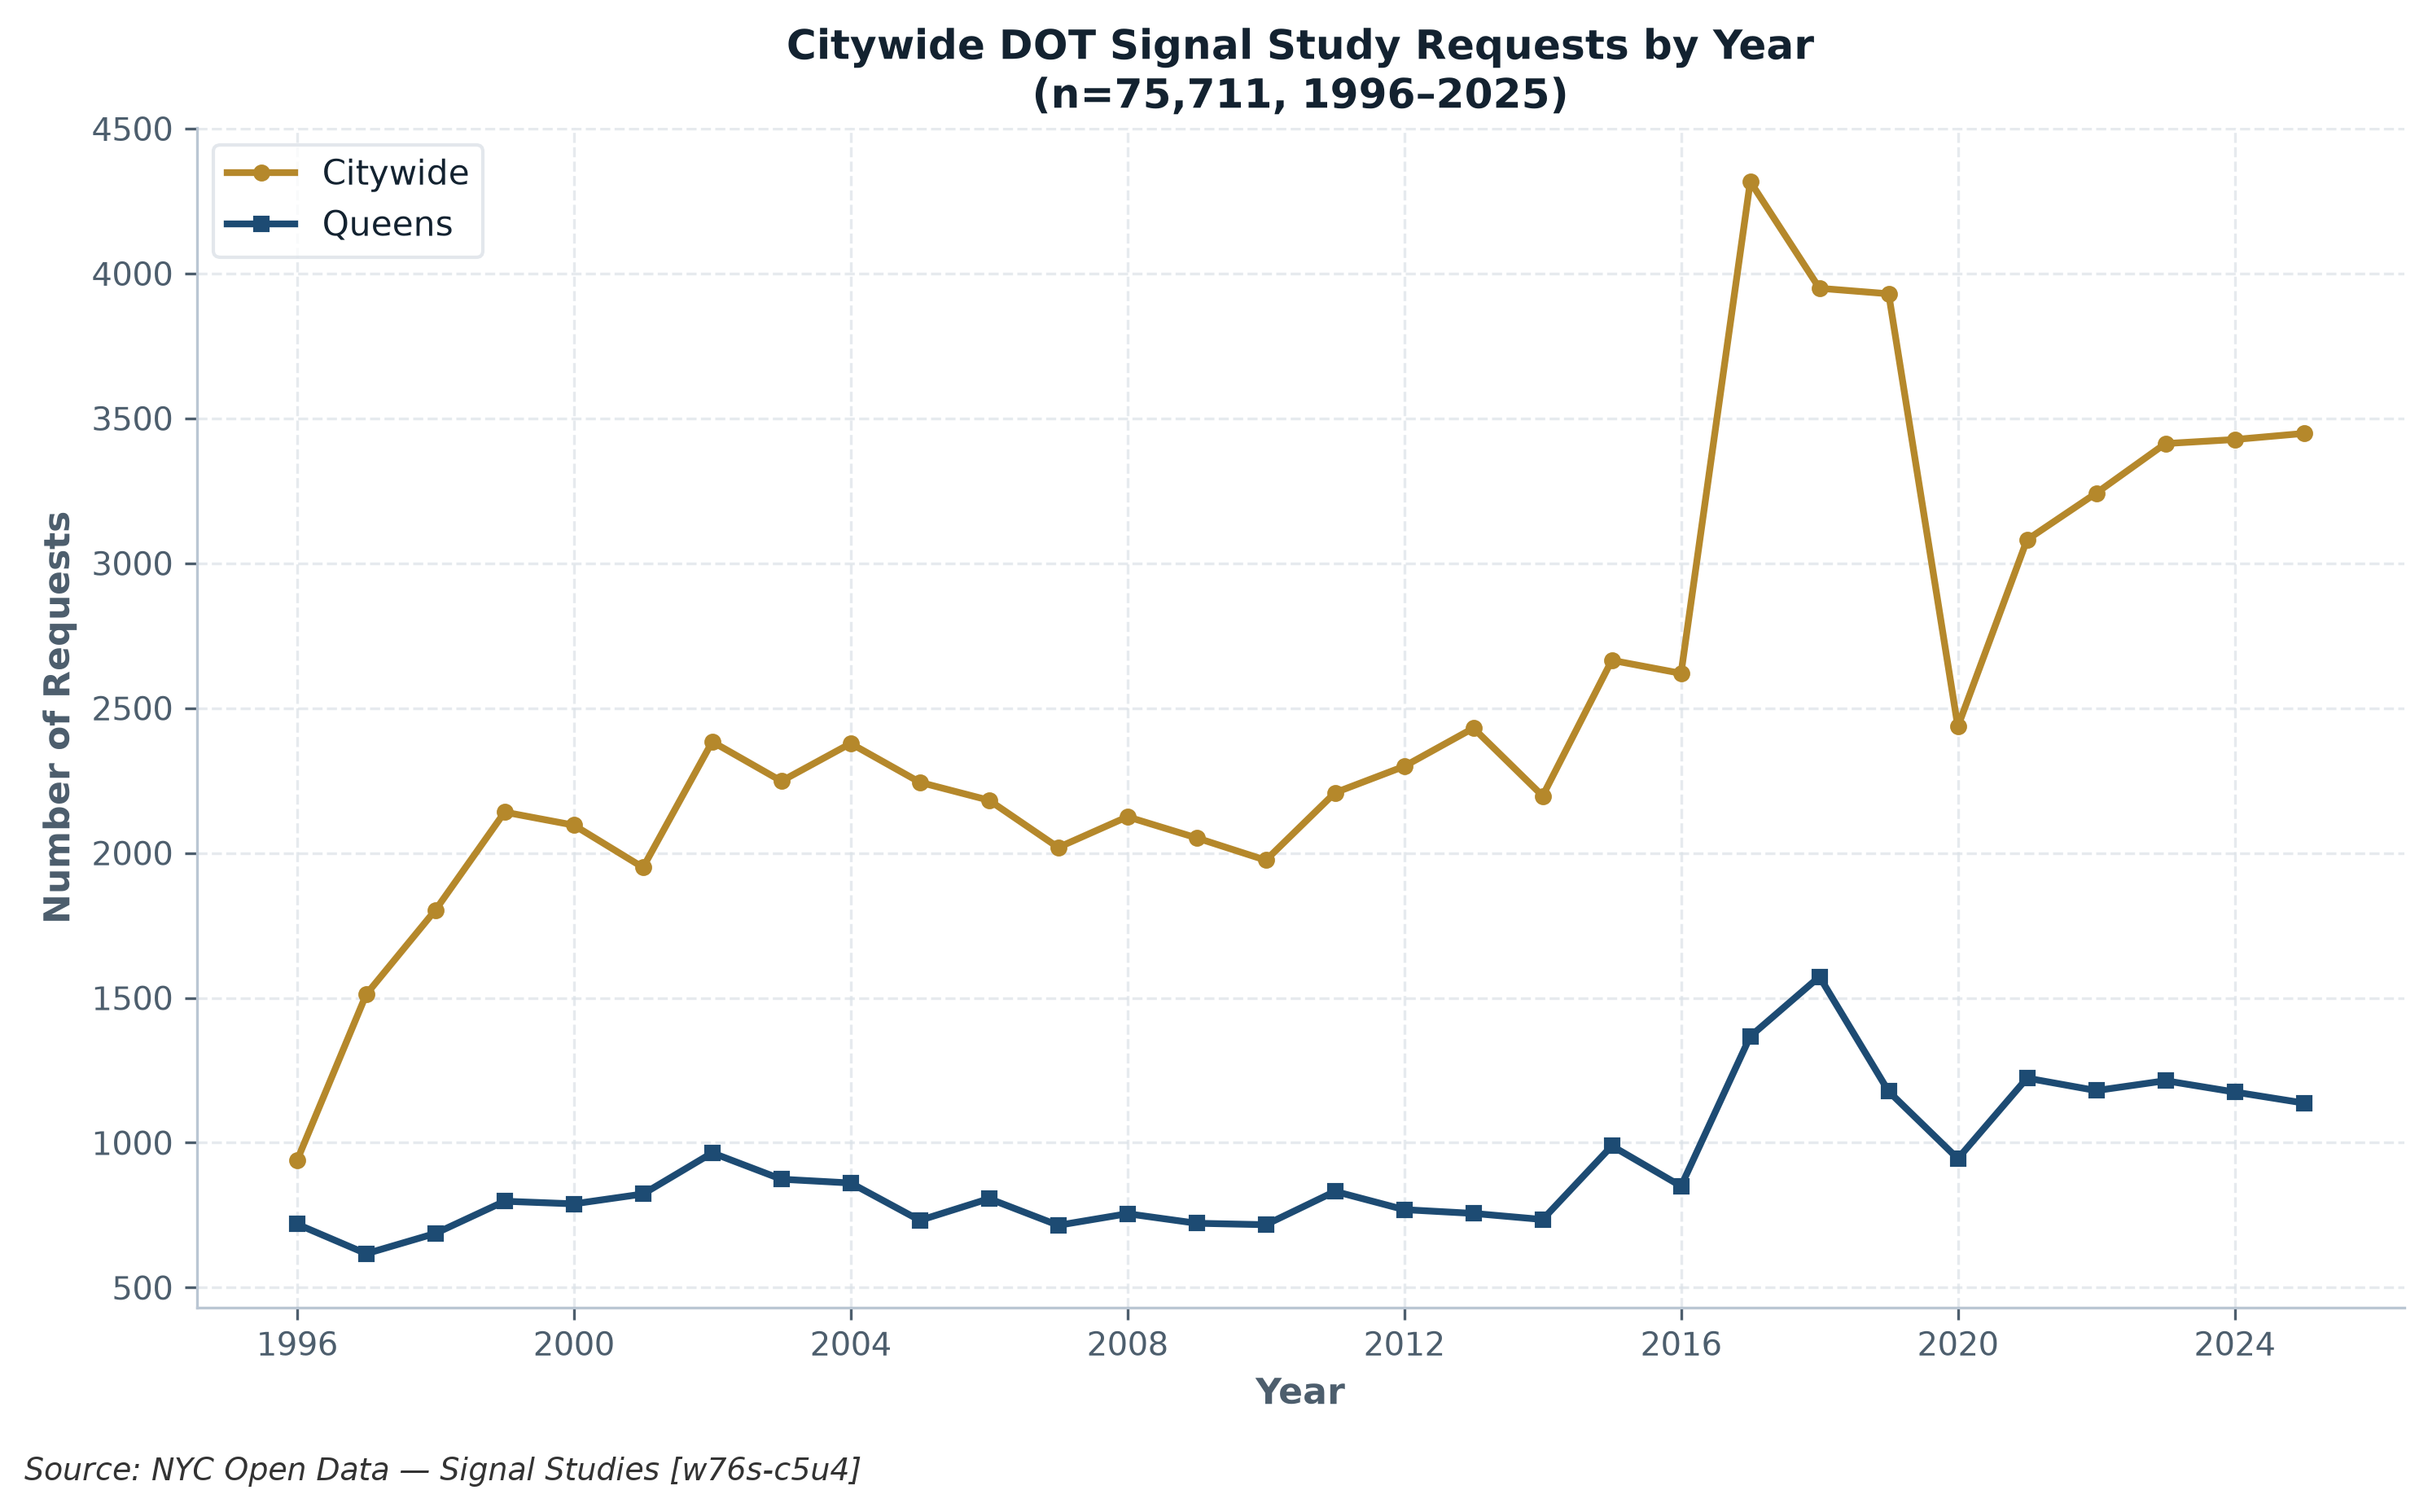 Citywide DOT Signal Study Requests by Year
(n=75,711, 1996–2025)
Citywide
Queens
Number of Requests
4500
4000
3500
3000
2500
2000
1500
1000
500
1996 2000 2004 2008 2012 2016 2020 2024
Year
Source: NYC Open Data — Signal Studies [w76s-c5u4]